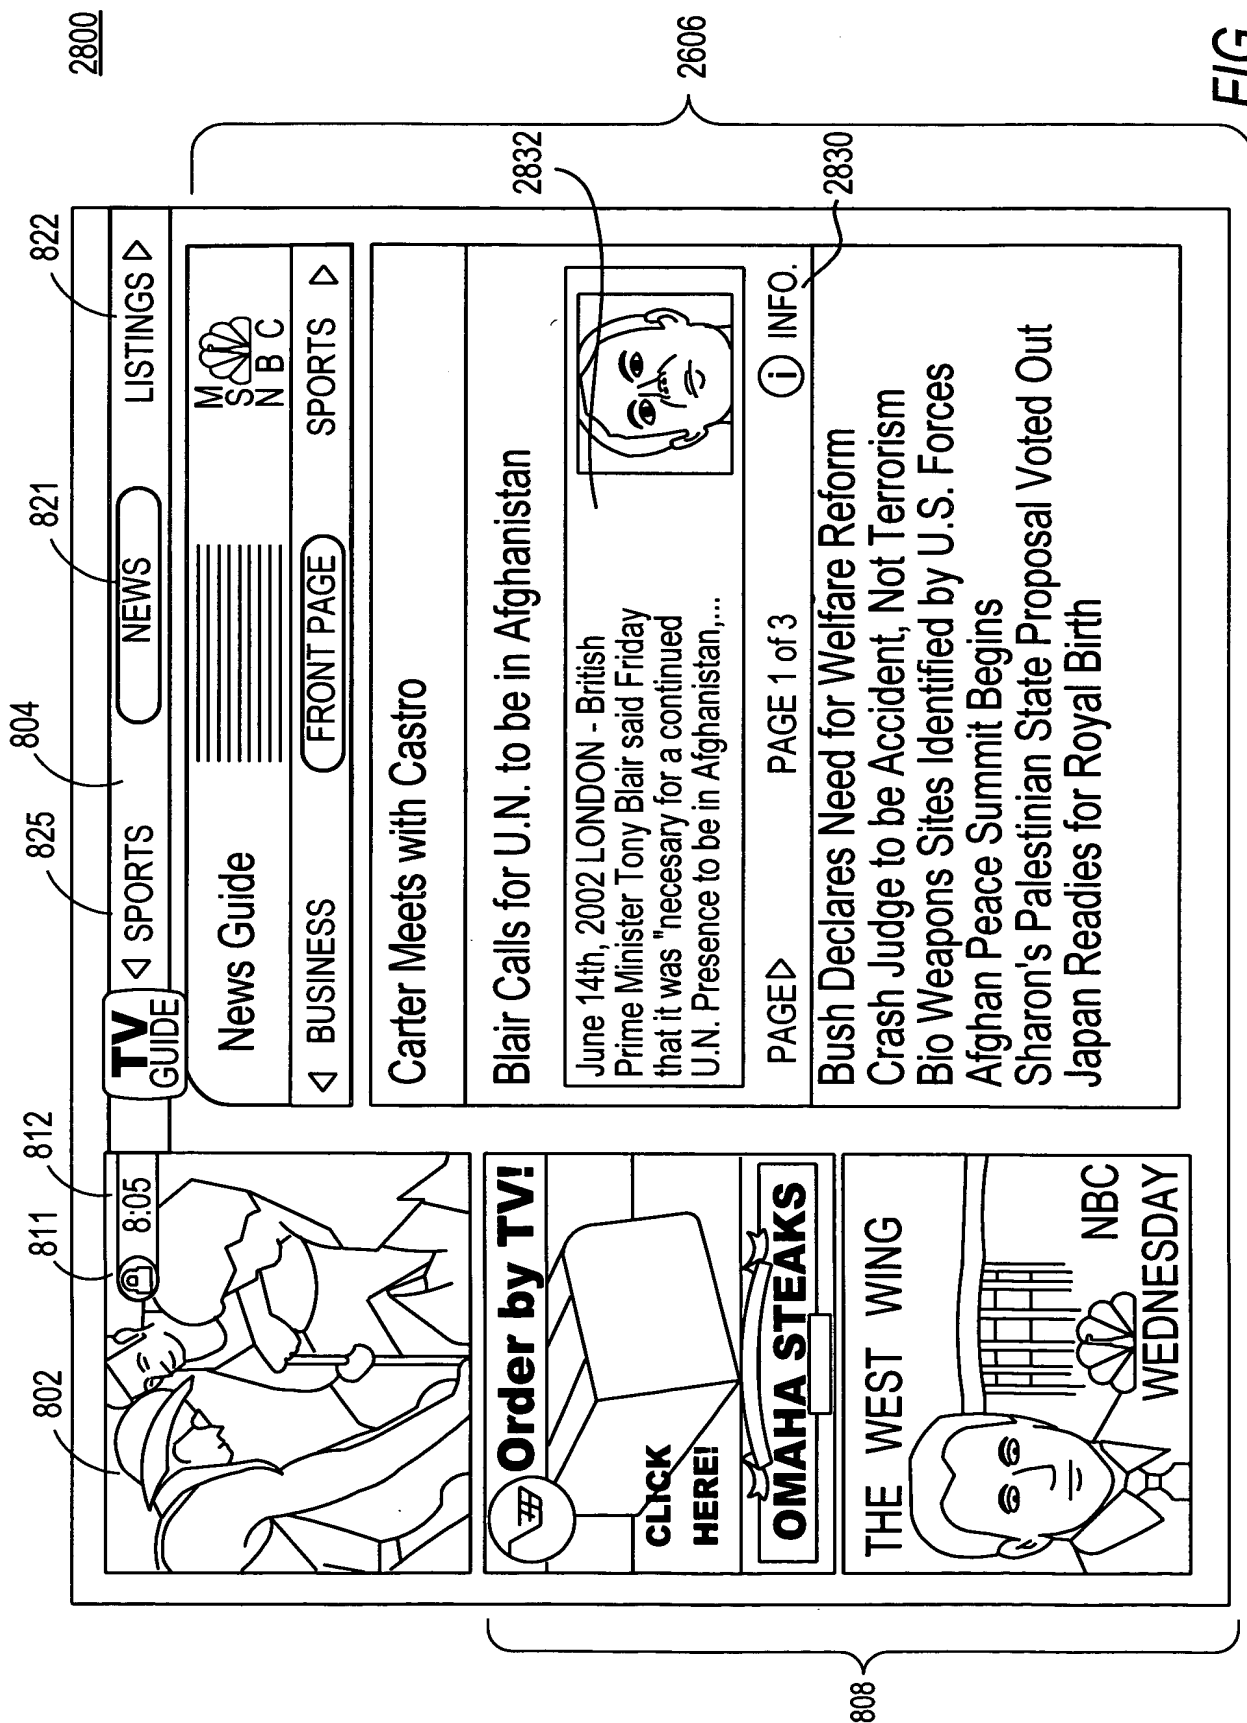 2800
802
811
812
825
804
821
822
8:05
TV
GUIDE
◁ SPORTS
NEWS
LISTINGS ▷
News Guide
M
S
N B C
◁ BUSINESS
FRONT PAGE
SPORTS ▷
Carter Meets with Castro
Blair Calls for U.N. to be in Afghanistan
June 14th, 2002 LONDON - British
Prime Minister Tony Blair said Friday
that it was "necesary for a continued
U.N. Presence to be in Afghanistan,...
PAGE▷
PAGE 1 of 3
i INFO.
Bush Declares Need for Welfare Reform
Crash Judge to be Accident, Not Terrorism
Bio Weapons Sites Identified by U.S. Forces
Afghan Peace Summit Begins
Sharon's Palestinian State Proposal Voted Out
Japan Readies for Royal Birth
Order by TV!
CLICK
HERE!
OMAHA STEAKS
THE WEST WING
NBC
WEDNESDAY
2832
2830
2606
808
FIG